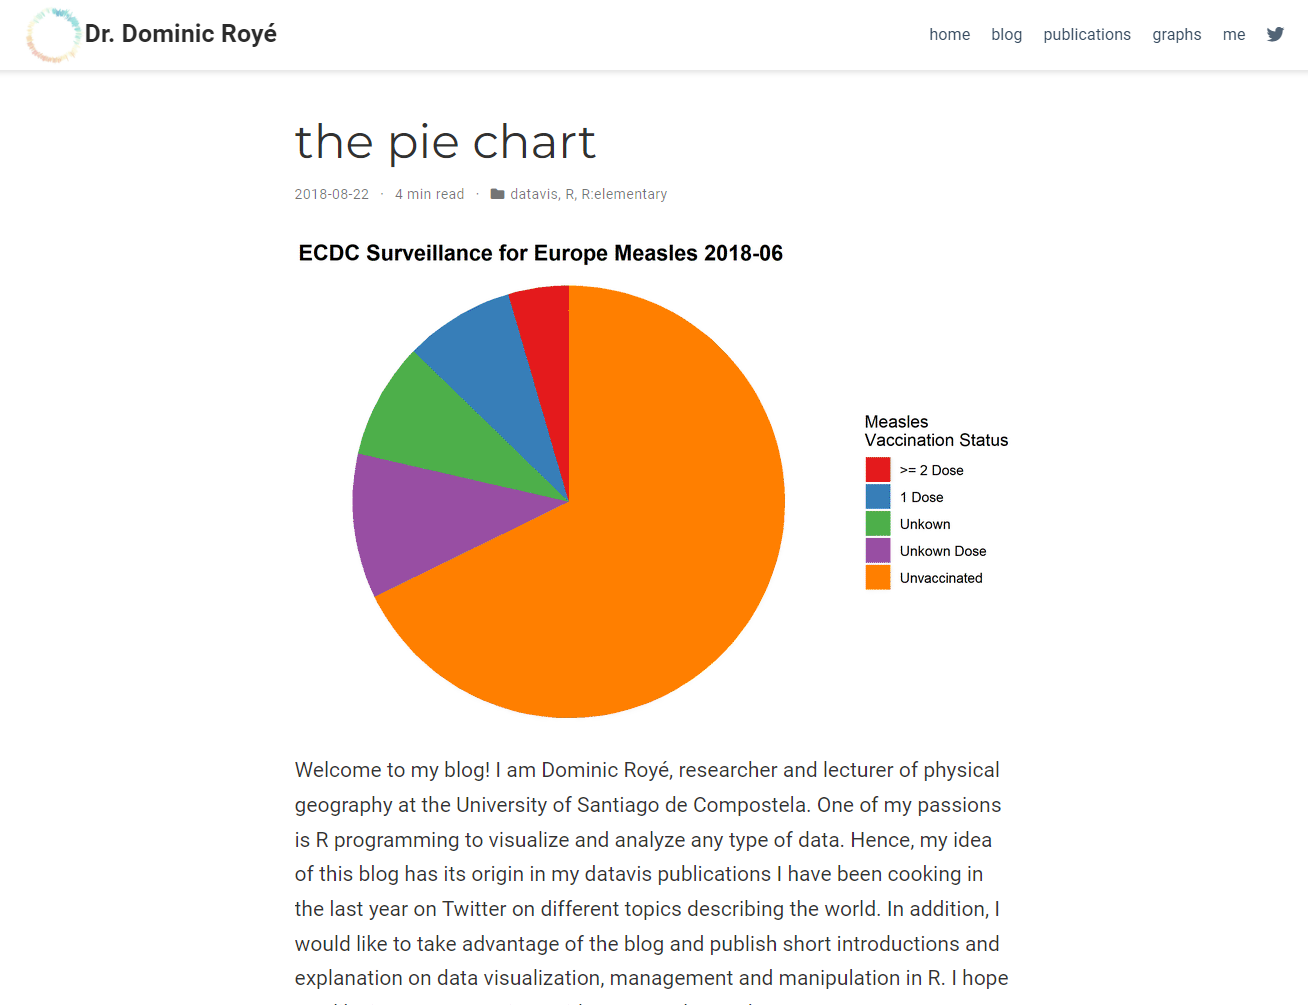 Dr. Dominic Royé
home blog publications graphs me
the pie chart
2018-08-22 · 4 min read · datavis, R, R:elementary
ECDC Surveillance for Europe Measles 2018-06
Measles
Vaccination Status
>= 2 Dose
1 Dose
Unkown
Unkown Dose
Unvaccinated
Welcome to my blog! I am Dominic Royé, researcher and lecturer of physical
geography at the University of Santiago de Compostela. One of my passions
is R programming to visualize and analyze any type of data. Hence, my idea
of this blog has its origin in my datavis publications I have been cooking in
the last year on Twitter on different topics describing the world. In addition, I
would like to take advantage of the blog and publish short introductions and
explanation on data visualization, management and manipulation in R. I hope